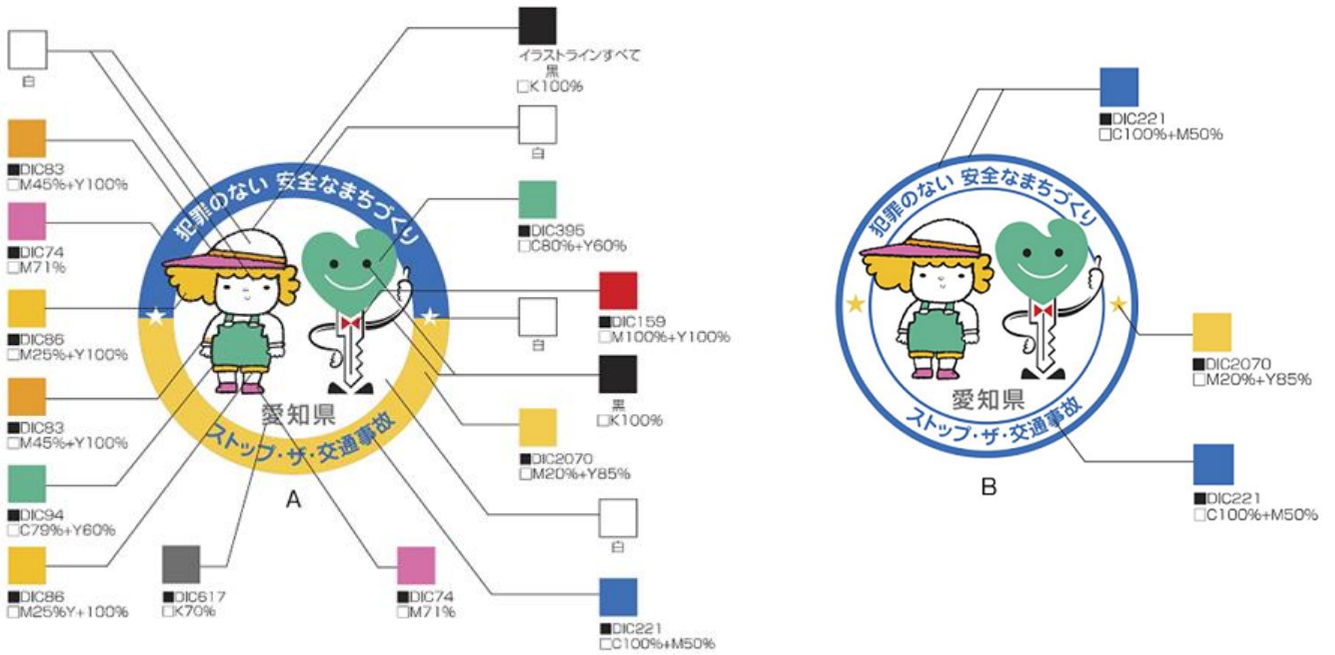 白
■DIC83
□M45%+Y100%
■DIC74
□M71%
■DIC86
□M25%+Y100%
■DIC83
□M45%+Y100%
■DIC94
□C79%+Y60%
■DIC86
□M25%Y+100%
■DIC617
□K70%
犯罪のない 安全なまちづくり
愛知県
ストップ・ザ・交通事故
A
イラストラインすべて
黒
□K100%
白
■DIC395
□C80%+Y60%
■DIC159
□M100%+Y100%
白
黒
□K100%
■DIC2070
□M20%+Y85%
白
■DIC74
□M71%
■DIC221
□C100%+M50%
■DIC221
□C100%+M50%
犯罪のない 安全なまちづくり
愛知県
ストップ・ザ・交通事故
B
■DIC2070
□M20%+Y85%
■DIC221
□C100%+M50%